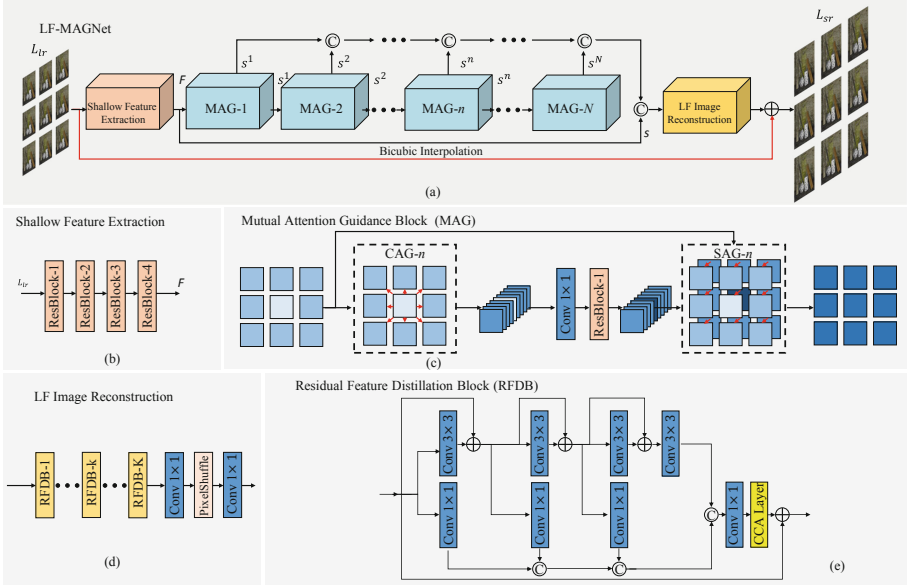 LF-MAGNet
L_lr
L_sr
Shallow Feature
Extraction
F
MAG-1
s^1
s^1
MAG-2
s^2
s^2
MAG-n
s^n
s^n
MAG-N
s^N
C
C
C
C
s
LF Image
Reconstruction
Bicubic Interpolation
(a)
Shallow Feature Extraction
L_lr
ResBlock-1
ResBlock-2
ResBlock-3
ResBlock-4
F
(b)
Mutual Attention Guidance Block (MAG)
CAG-n
Conv 1×1
ResBlock-1
SAG-n
(c)
LF Image Reconstruction
RFDB-1
RFDB-k
RFDB-K
Conv 1×1
PixelShuffle
Conv 1×1
(d)
Residual Feature Distillation Block (RFDB)
Conv 3×3
Conv 3×3
Conv 3×3
Conv 3×3
Conv 1×1
Conv 1×1
Conv 1×1
C
C
C
Conv 1×1
CCA Layer
(e)